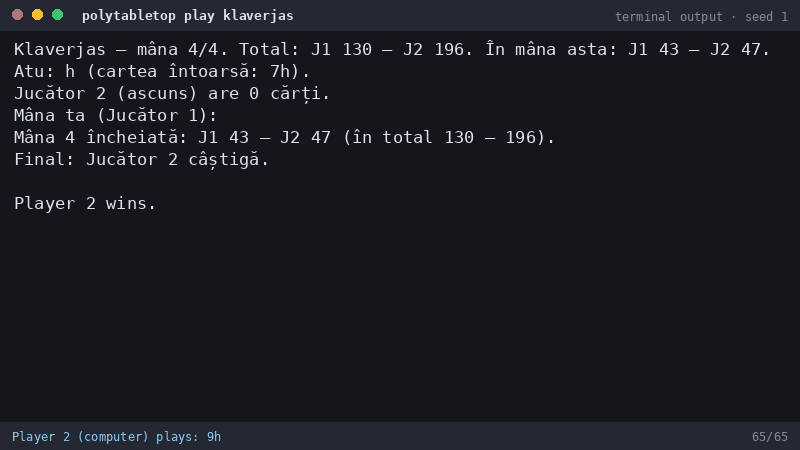 polytabletop play klaverjas
terminal output · seed 1
Klaverjas — mâna 4/4. Total: J1 130 — J2 196. În mâna asta: J1 43 — J2 47.
Atu: h (cartea întoarsă: 7h).
Jucător 2 (ascuns) are 0 cărți.
Mâna ta (Jucător 1):
Mâna 4 încheiată: J1 43 — J2 47 (în total 130 — 196).
Final: Jucător 2 câștigă.
Player 2 wins.
Player 2 (computer) plays: 9h
65/65